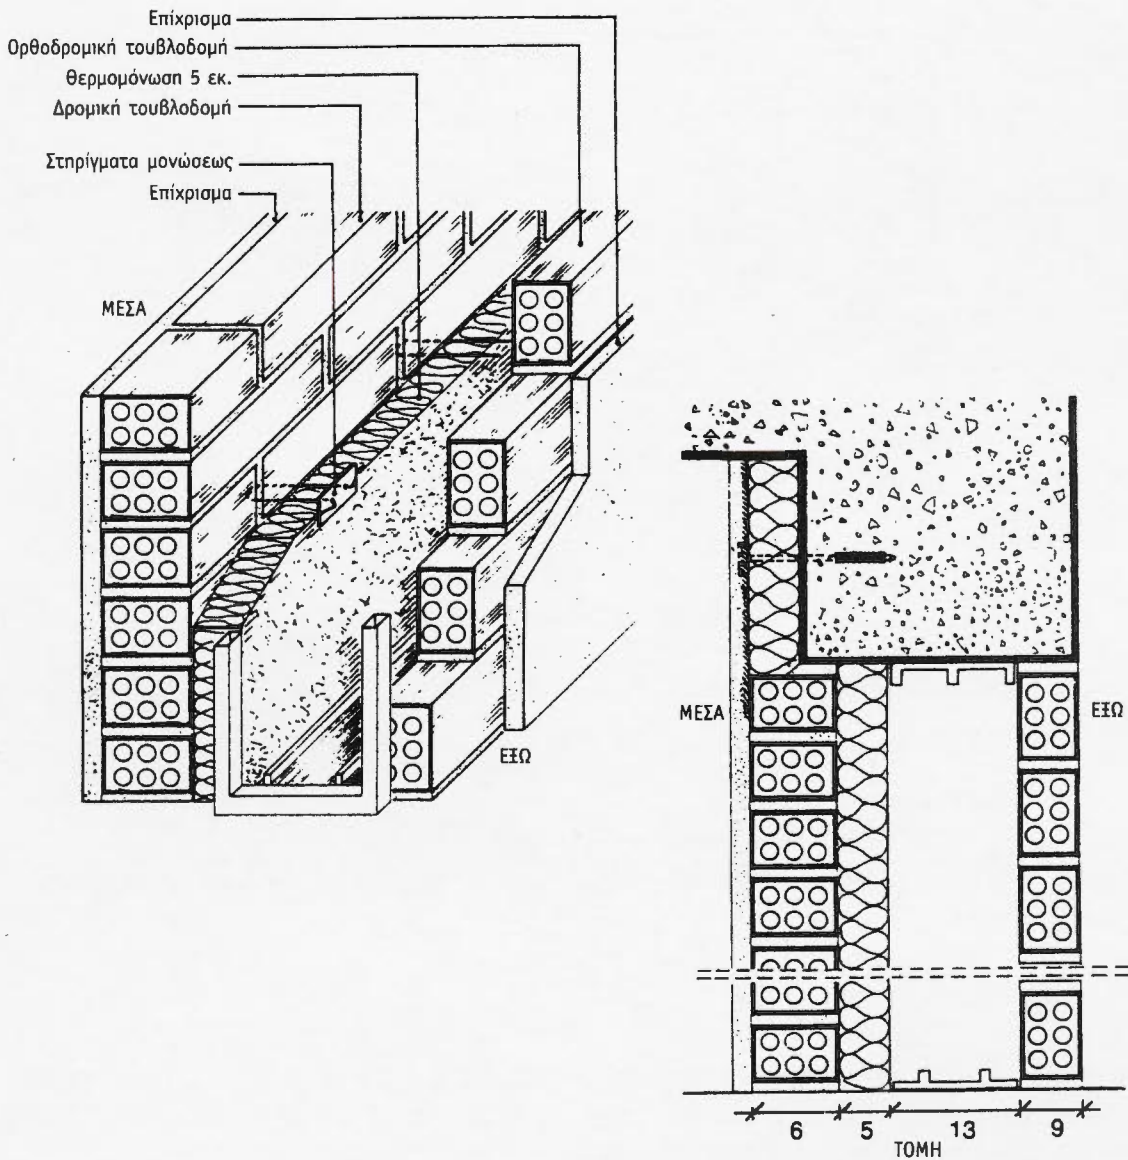 Επίχρισμα
Ορθοδρομική τουβλοδομή
Θερμομόνωση 5 εκ.
Δρομική τουβλοδομή
Στηρίγματα μονώσεως
Επίχρισμα
ΜΕΣΑ
ΕΞΩ
ΜΕΣΑ
ΕΞΩ
6 5 13 9
ΤΟΜΗ